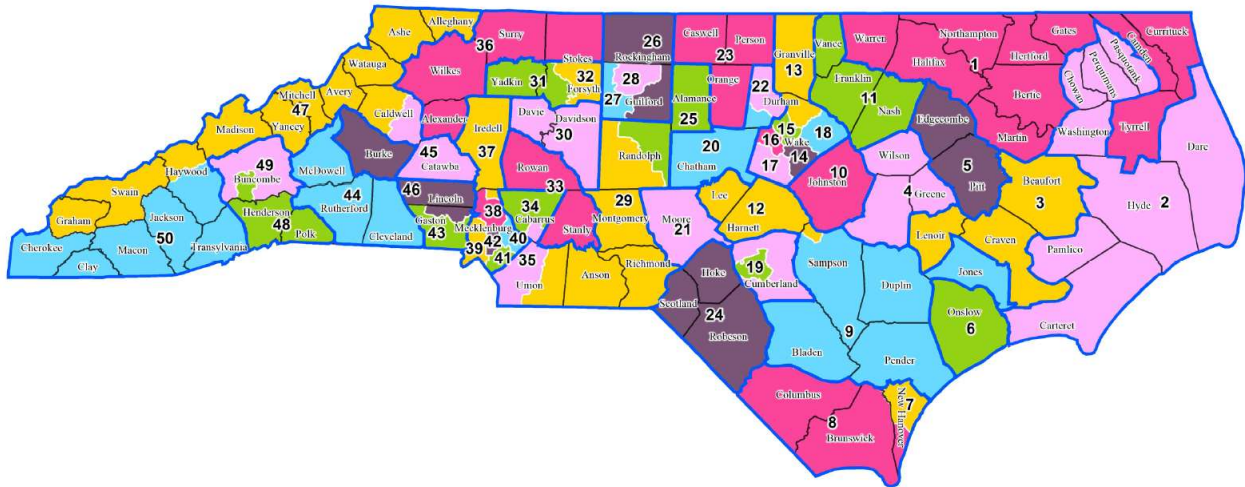 Alleghany
Ashe
Surry
36
Stokes
26
Rockingham
Caswell
Person
23
Granville
13
Vance
Warren
Northampton
Gates
Currituck
Camden
Pasquotank
Perquimans
Chowan
Hertford
Halifax
1
Watauga
Wilkes
Yadkin
31
32
Forsyth
28
27
Guilford
Alamance
25
Orange
22
Durham
Franklin
11
Nash
Bertie
Mitchell
47
Avery
Yancey
Caldwell
Alexander
Iredell
37
Davie
Davidson
30
Edgecombe
Martin
Washington
Tyrrell
Dare
Madison
Burke
45
Catawba
Randolph
20
Chatham
15
16
Wake
14
17
18
Wilson
5
Pitt
Beaufort
3
Haywood
49
Buncombe
McDowell
44
Rutherford
46
Lincoln
Rowan
33
10
Johnston
4
Greene
Hyde
2
Swain
Graham
Jackson
Henderson
48
Polk
Cleveland
Gaston
43
38
Mecklenburg
42
39
40
41
34
Cabarrus
Stanly
29
Montgomery
Moore
21
Lee
12
Harnett
Lenoir
Craven
Pamlico
Cherokee
Clay
Macon
50
Transylvania
35
Union
Anson
Richmond
Hoke
19
Cumberland
Sampson
Duplin
Jones
Onslow
6
Carteret
Scotland
24
Robeson
Bladen
9
Pender
Columbus
8
Brunswick
7
New Hanover